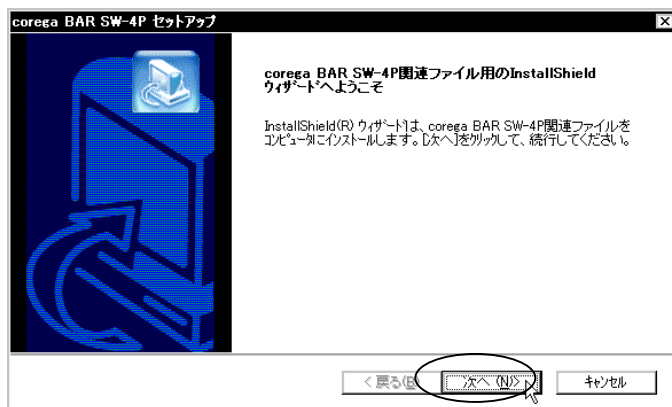 corega BAR SW-4P セットアップ
corega BAR SW-4P関連ファイル用のInstallShield
ウィザードへようこそ
InstallShield(R) ウィザードは、corega BAR SW-4P関連ファイルを
コンピュータにインストールします。[次へ]をクリックして、続行してください。
< 戻る(B) 次へ (N)> キャンセル